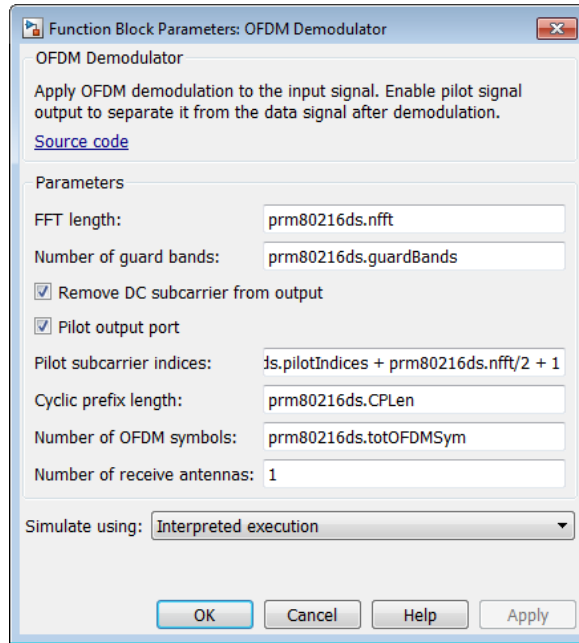 Function Block Parameters: OFDM Demodulator
OFDM Demodulator
Apply OFDM demodulation to the input signal. Enable pilot signal
output to separate it from the data signal after demodulation.
Source code
Parameters
FFT length: prm80216ds.nfft
Number of guard bands: prm80216ds.guardBands
Remove DC subcarrier from output
Pilot output port
Pilot subcarrier indices: ds.pilotIndices + prm80216ds.nfft/2 + 1
Cyclic prefix length: prm80216ds.CPLen
Number of OFDM symbols: prm80216ds.totOFDMSym
Number of receive antennas: 1
Simulate using: Interpreted execution
OK Cancel Help Apply